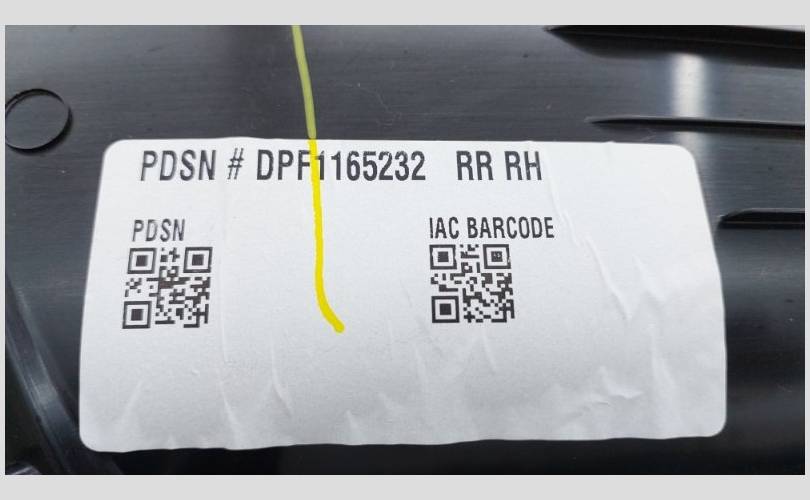 PDSN # DPF1165232 RR RH
PDSN
IAC BARCODE